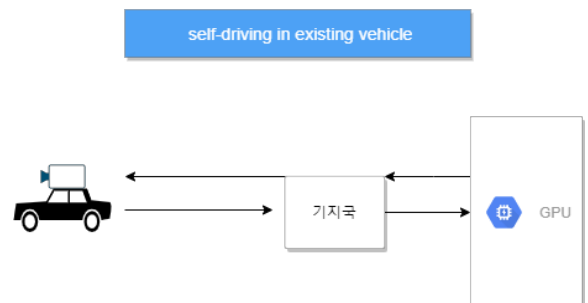 self-driving in existing vehicle
기지국
GPU